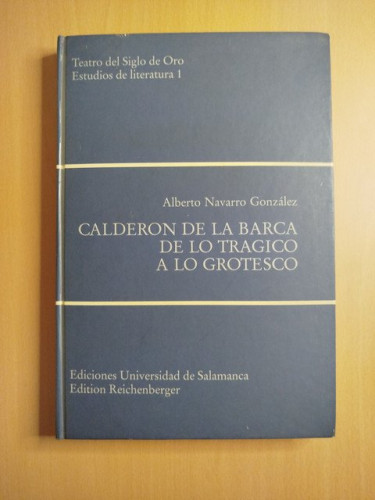 Teatro del Siglo de Oro
Estudios de literatura 1
Alberto Navarro González
CALDERON DE LA BARCA
DE LO TRAGICO
A LO GROTESCO
Ediciones Universidad de Salamanca
Edition Reichenberger